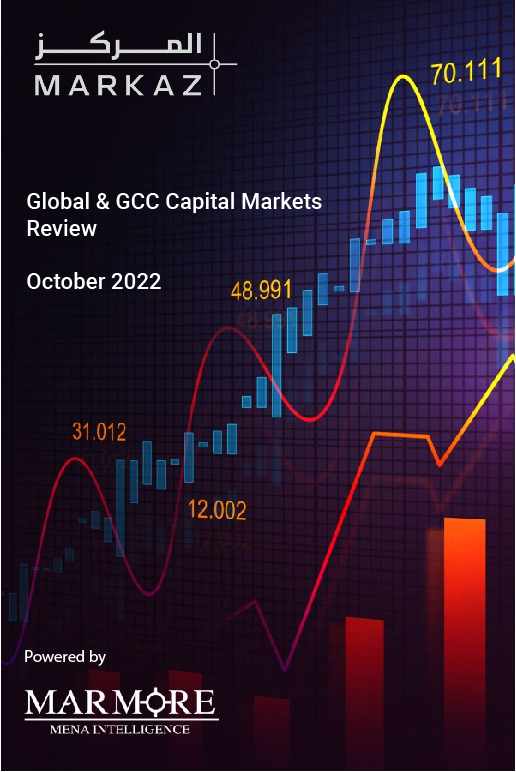 المركز
MARKAZ
70.111
Global & GCC Capital Markets
Review
October 2022
48.991
31.012
12.002
Powered by
MARMORE
MENA INTELLIGENCE